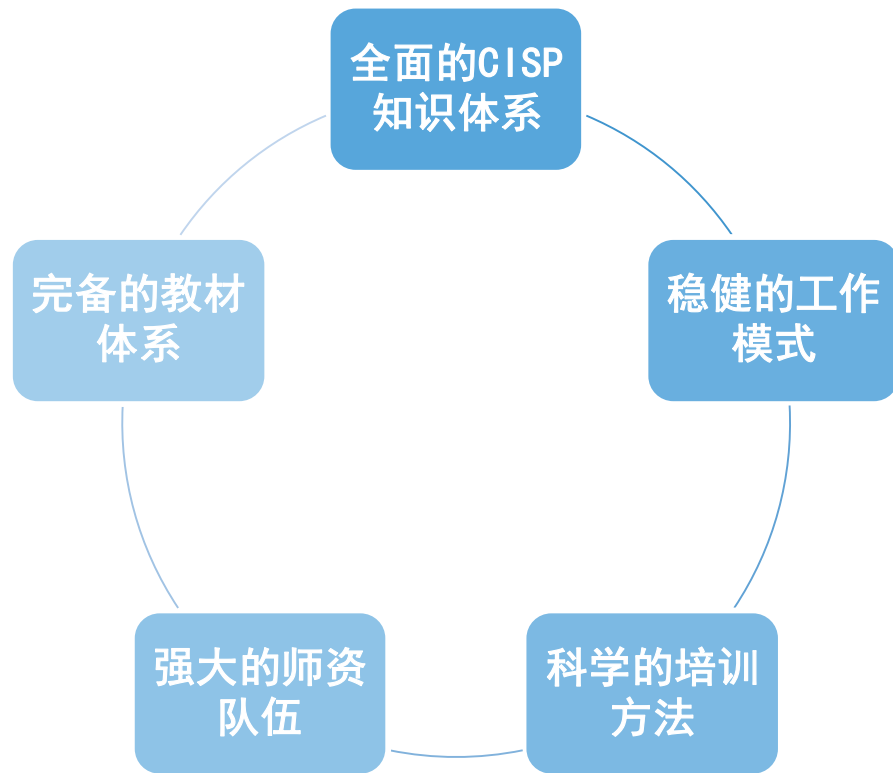 全面的CISP
知识体系
稳健的工作
模式
科学的培训
方法
强大的师资
队伍
完备的教材
体系